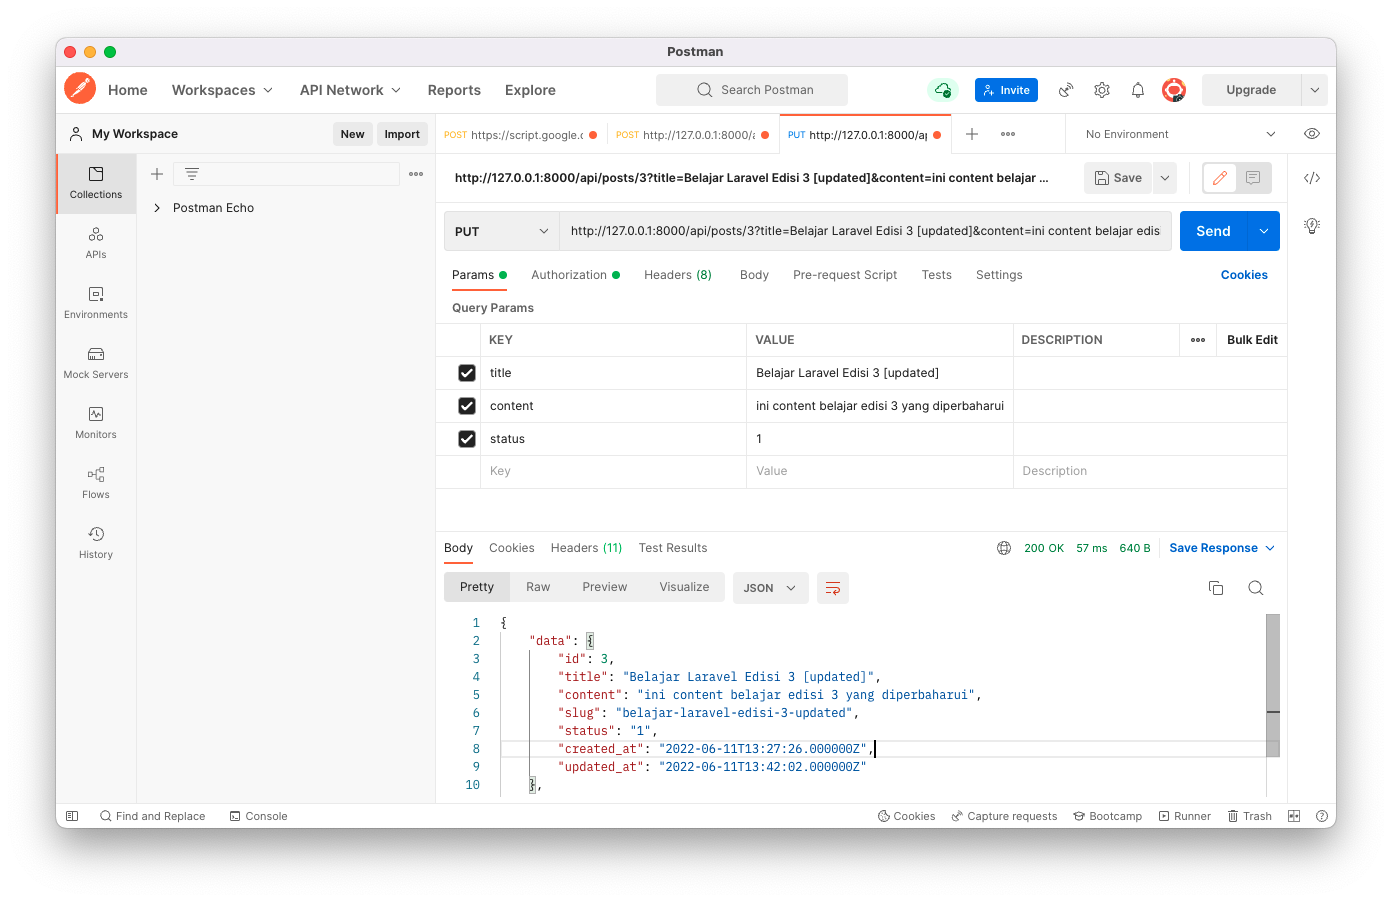 Postman
Home Workspaces API Network Reports Explore Search Postman Invite Upgrade
My Workspace New Import POST https://script.google.c POST http://127.0.0.1:8000/a PUT http://127.0.0.1:8000/ap No Environment
Collections
Postman Echo
APIs
Environments
Mock Servers
Monitors
Flows
History
http://127.0.0.1:8000/api/posts/3?title=Belajar Laravel Edisi 3 [updated]&content=ini content belajar ... Save
PUT http://127.0.0.1:8000/api/posts/3?title=Belajar Laravel Edisi 3 [updated]&content=ini content belajar edis Send
Params Authorization Headers (8) Body Pre-request Script Tests Settings Cookies
Query Params
KEY VALUE DESCRIPTION Bulk Edit
title Belajar Laravel Edisi 3 [updated]
content ini content belajar edisi 3 yang diperbaharui
status 1
Key Value Description
Body Cookies Headers (11) Test Results 200 OK 57 ms 640 B Save Response
Pretty Raw Preview Visualize JSON
1 {
2 "data": {
3 "id": 3,
4 "title": "Belajar Laravel Edisi 3 [updated]",
5 "content": "ini content belajar edisi 3 yang diperbaharui",
6 "slug": "belajar-laravel-edisi-3-updated",
7 "status": "1",
8 "created_at": "2022-06-11T13:27:26.000000Z",
9 "updated_at": "2022-06-11T13:42:02.000000Z"
10 },
Find and Replace Console Cookies Capture requests Bootcamp Runner Trash